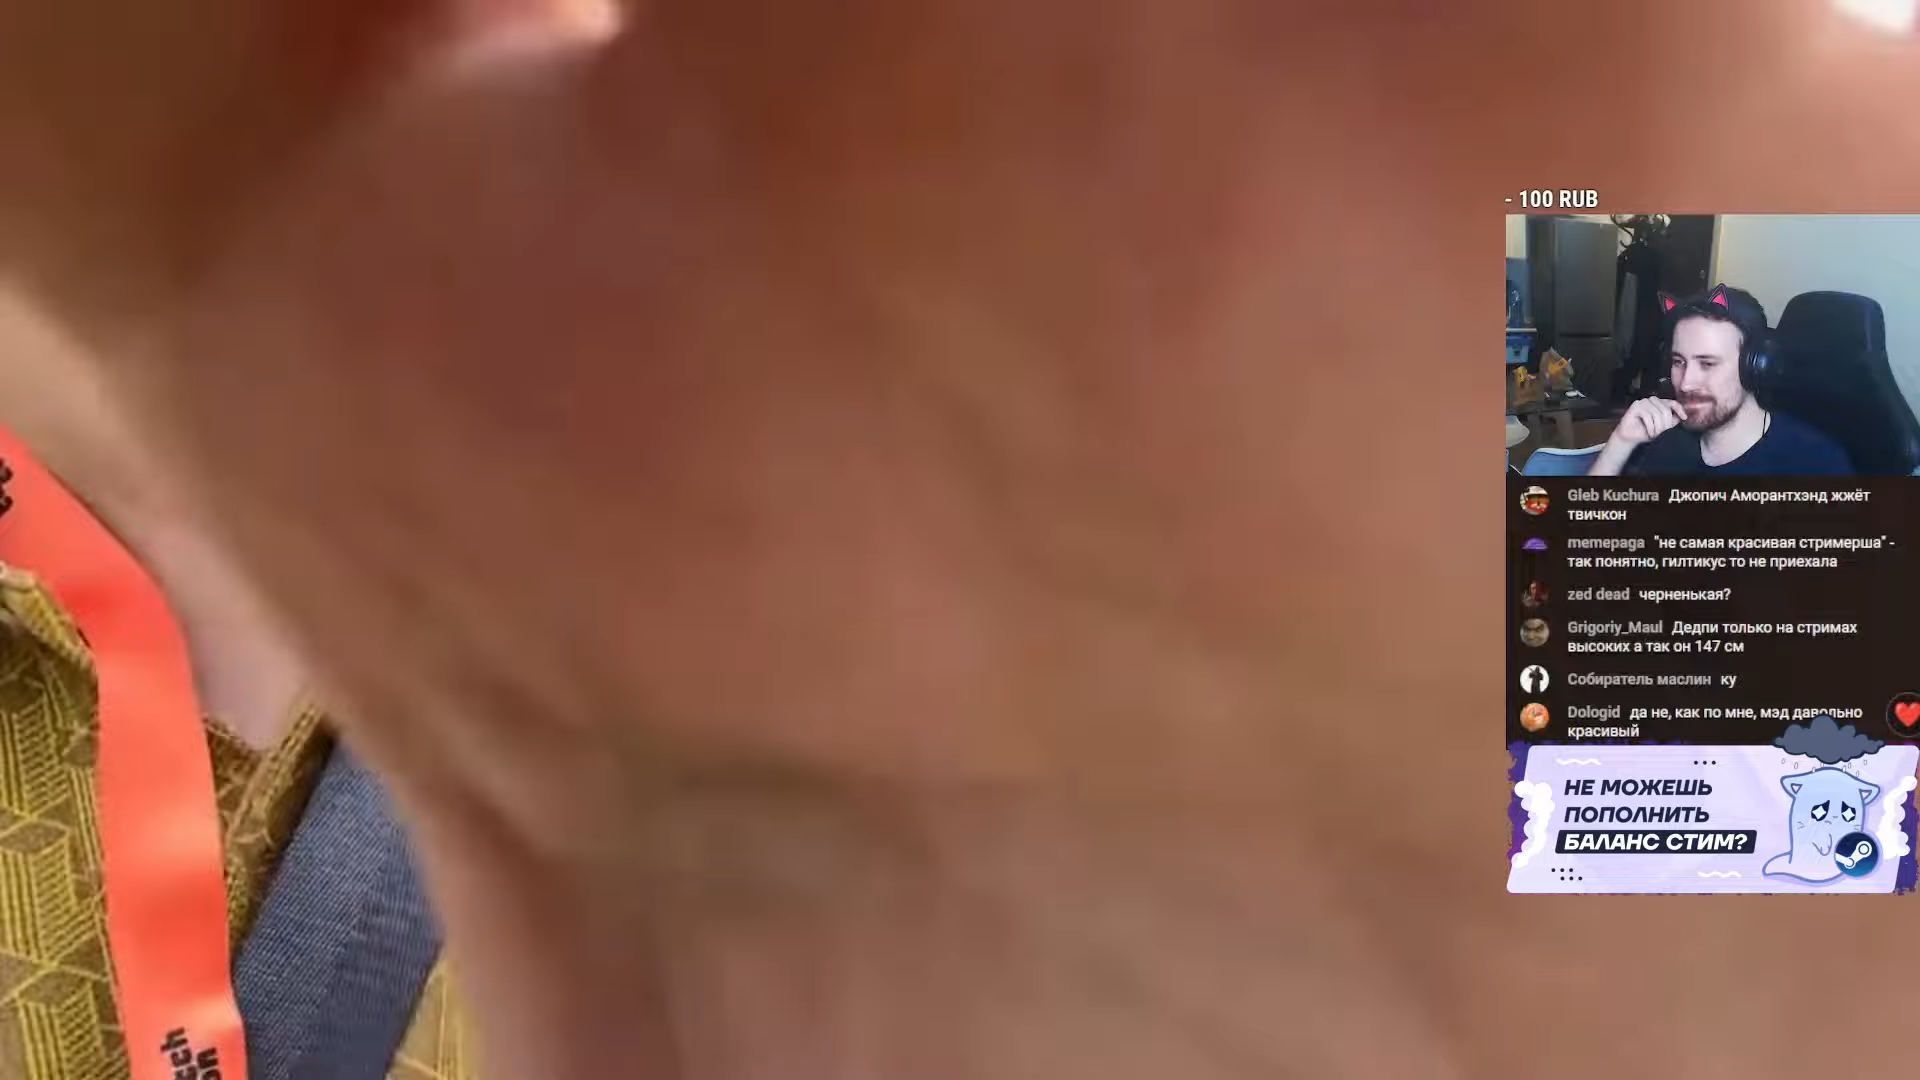 - 100 RUB
Gleb Kuchura Джопич Аморантхэнд жжёт
твичкон
memepaga "не самая красивая стримерша" -
так понятно, гилтикус то не приехала
zed dead черненькая?
Grigoriy_Maul Дедпи только на стримах
высоких а так он 147 см
Собиратель маслин ку
Dologid да не, как по мне, мэд давольно
красивый
НЕ МОЖЕШЬ
ПОПОЛНИТЬ
БАЛАНС СТИМ?